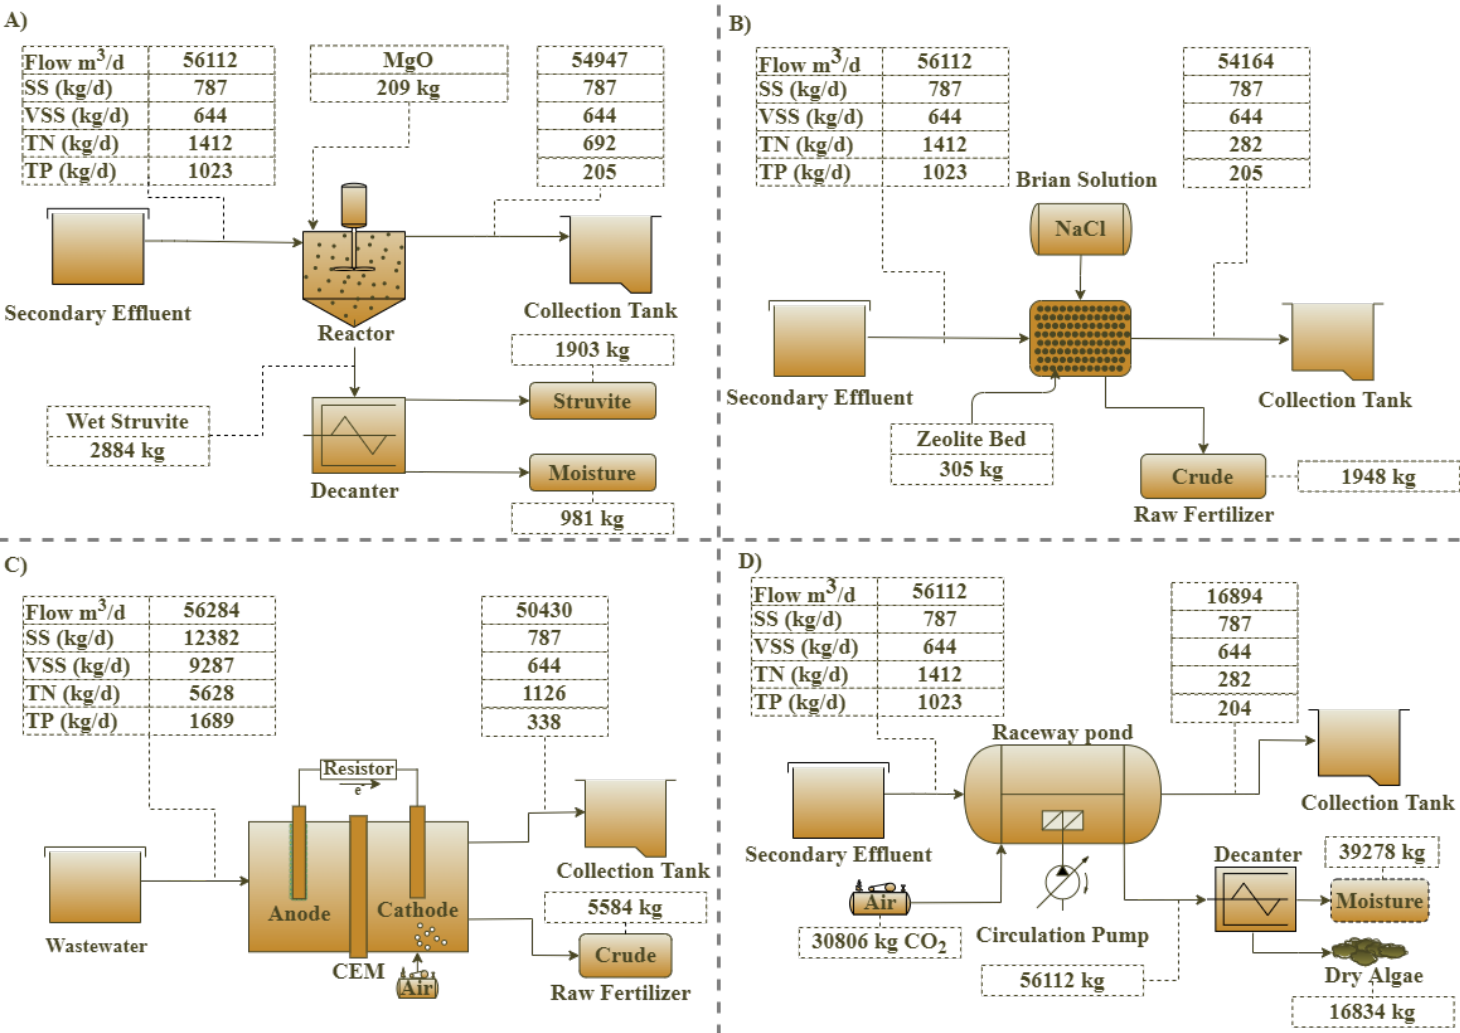 A)
Flow m³/d 56112
SS (kg/d) 787
VSS (kg/d) 644
TN (kg/d) 1412
TP (kg/d) 1023
MgO
209 kg
54947
787
644
692
205
Secondary Effluent
Reactor
Collection Tank
Wet Struvite
2884 kg
1903 kg
Struvite
Decanter
Moisture
981 kg
B)
Flow m³/d 56112
SS (kg/d) 787
VSS (kg/d) 644
TN (kg/d) 1412
TP (kg/d) 1023
54164
787
644
282
205
Brian Solution
NaCl
Secondary Effluent
Collection Tank
Zeolite Bed
305 kg
Crude
1948 kg
Raw Fertilizer
C)
Flow m³/d 56284
SS (kg/d) 12382
VSS (kg/d) 9287
TN (kg/d) 5628
TP (kg/d) 1689
50430
787
644
1126
338
Resistor
e⁻
Wastewater
Anode
Cathode
CEM
Air
Collection Tank
5584 kg
Crude
Raw Fertilizer
D)
Flow m³/d 56112
SS (kg/d) 787
VSS (kg/d) 644
TN (kg/d) 1412
TP (kg/d) 1023
16894
787
644
282
204
Raceway pond
Secondary Effluent
Collection Tank
Air
30806 kg CO₂
Circulation Pump
56112 kg
Decanter
39278 kg
Moisture
Dry Algae
16834 kg